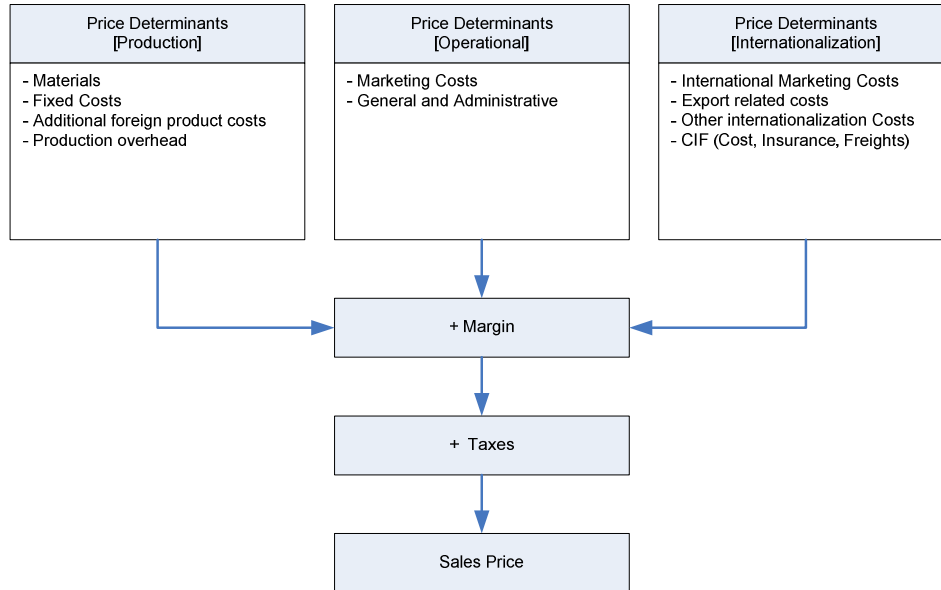 Price Determinants
[Production]
- Materials
- Fixed Costs
- Additional foreign product costs
- Production overhead
Price Determinants
[Operational]
- Marketing Costs
- General and Administrative
Price Determinants
[Internationalization]
- International Marketing Costs
- Export related costs
- Other internationalization Costs
- CIF (Cost, Insurance, Freights)
+ Margin
+ Taxes
Sales Price